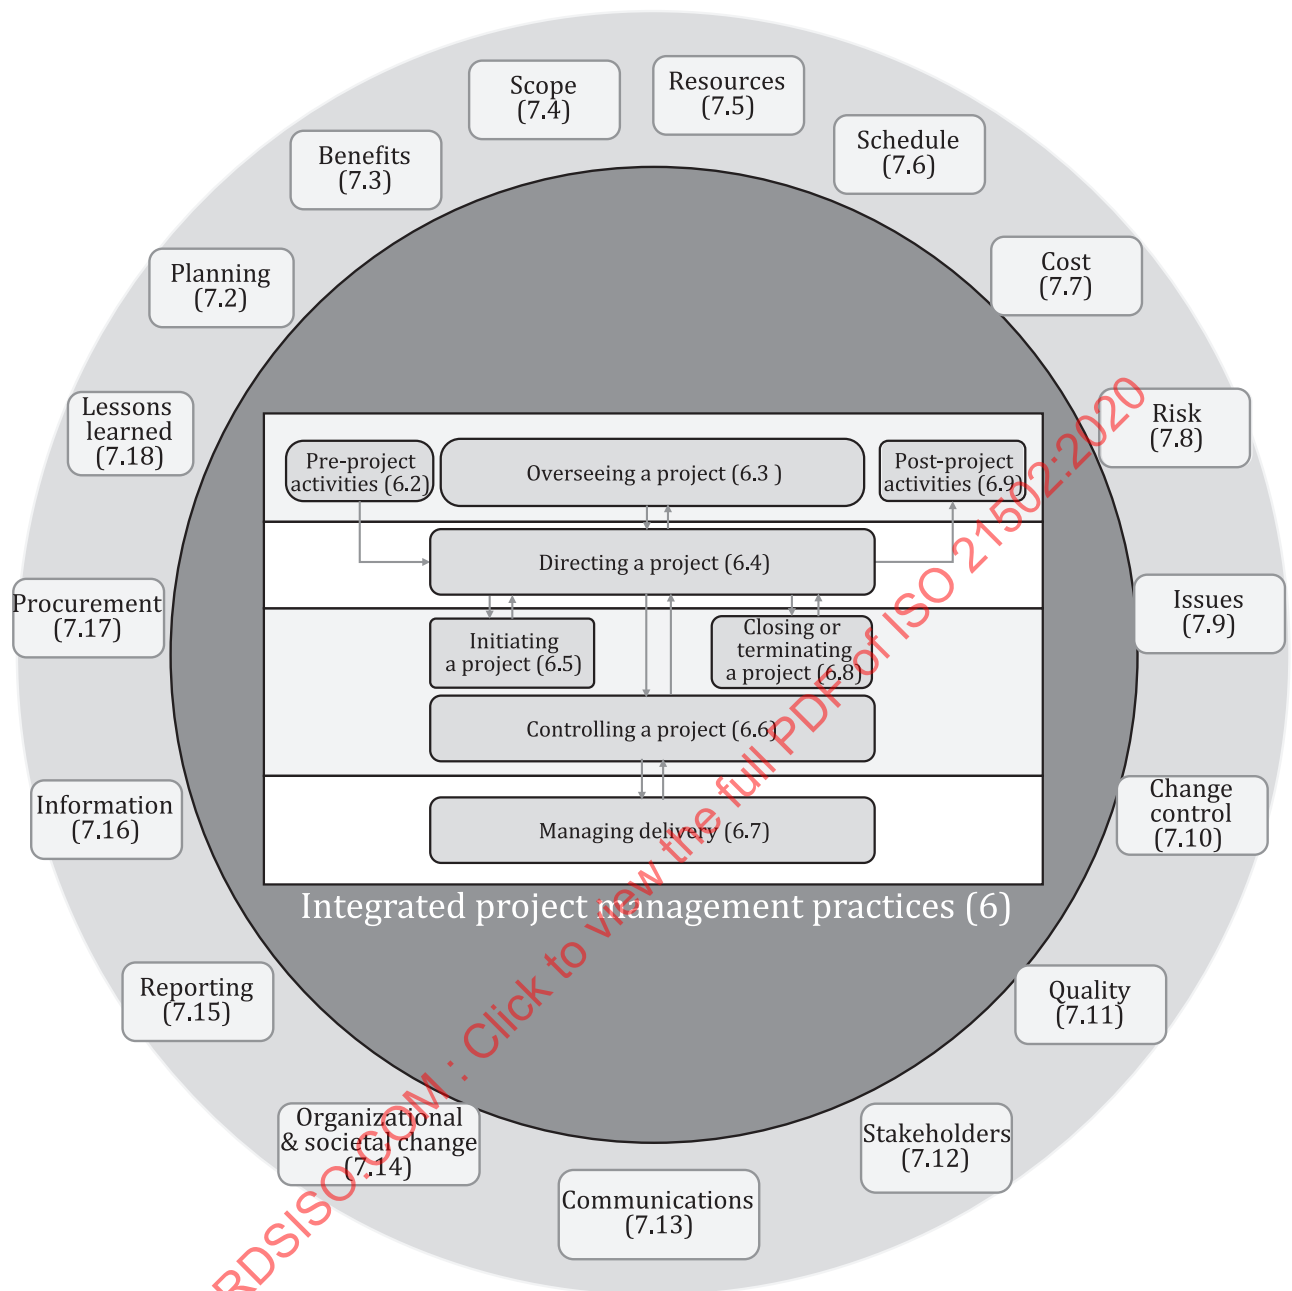 Scope
(7.4)
Resources
(7.5)
Schedule
(7.6)
Benefits
(7.3)
Cost
(7.7)
Planning
(7.2)
Risk
(7.8)
Lessons
learned
(7.18)
Issues
(7.9)
Procurement
(7.17)
Change
control
(7.10)
Information
(7.16)
Quality
(7.11)
Reporting
(7.15)
Stakeholders
(7.12)
Organizational
& societal change
(7.14)
Communications
(7.13)
Pre-project
activities (6.2)
Overseeing a project (6.3 )
Post-project
activities (6.9)
Directing a project (6.4)
Initiating
a project (6.5)
Closing or
terminating
a project (6.8)
Controlling a project (6.6)
Managing delivery (6.7)
Integrated project management practices (6)
RDSISO.COM : Click to view the full PDF of ISO 21502:2020